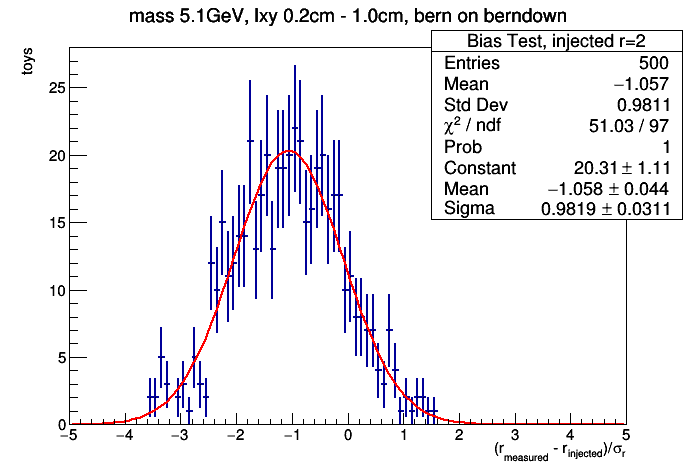 mass 5.1GeV, lxy 0.2cm - 1.0cm, bern on berndown
toys
Bias Test, injected r=2
Entries 500
Mean −1.057
Std Dev 0.9811
χ² / ndf 51.03 / 97
Prob 1
Constant 20.31 ± 1.11
Mean −1.058 ± 0.044
Sigma 0.9819 ± 0.0311
25
20
15
10
5
0
−5 −4 −3 −2 −1 0 1 2 3 4 5
(r_measured - r_injected)/σ_r